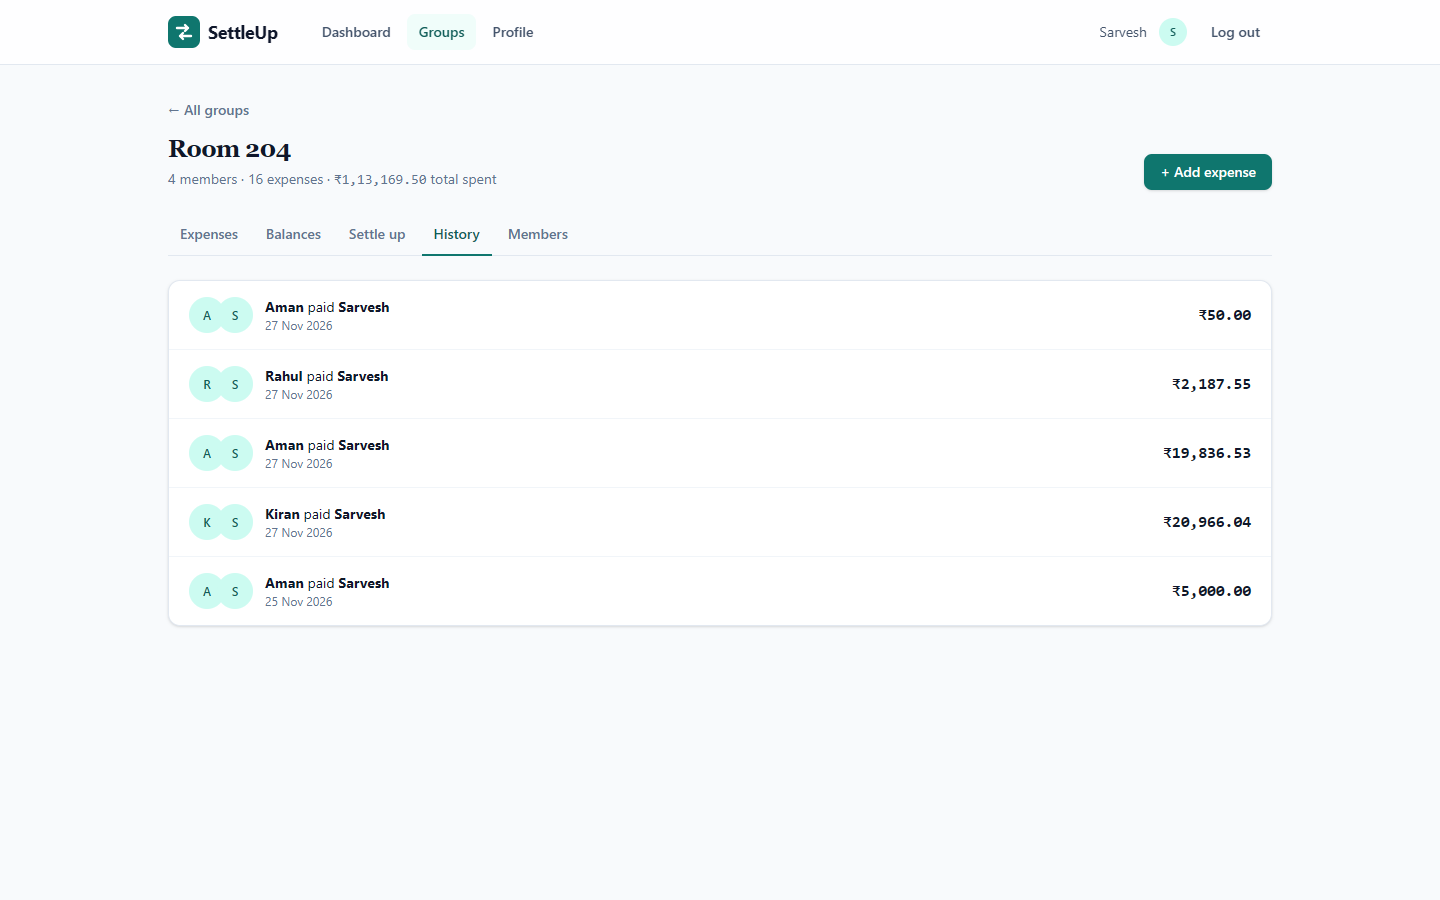 SettleUp Dashboard Groups Profile Sarvesh S Log out
← All groups
Room 204
4 members · 16 expenses · ₹1,13,169.50 total spent
+ Add expense
Expenses Balances Settle up History Members
A S Aman paid Sarvesh ₹50.00
27 Nov 2026
R S Rahul paid Sarvesh ₹2,187.55
27 Nov 2026
A S Aman paid Sarvesh ₹19,836.53
27 Nov 2026
K S Kiran paid Sarvesh ₹20,966.04
27 Nov 2026
A S Aman paid Sarvesh ₹5,000.00
25 Nov 2026